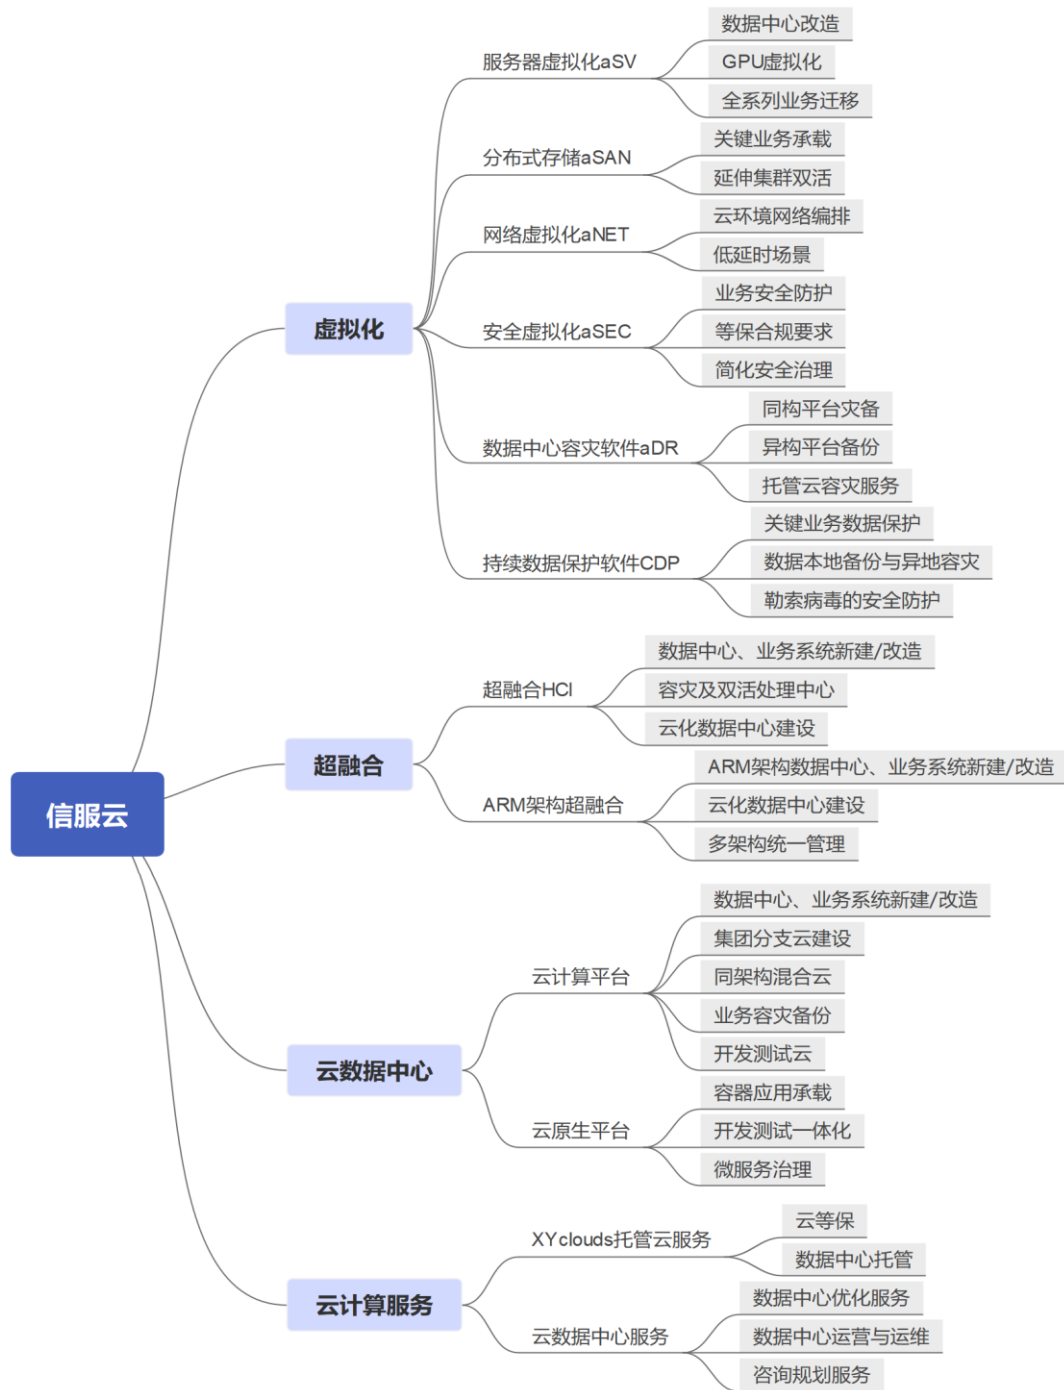 信服云
虚拟化
服务器虚拟化aSV
数据中心改造
GPU虚拟化
全系列业务迁移
分布式存储aSAN
关键业务承载
延伸集群双活
网络虚拟化aNET
云环境网络编排
低延时场景
安全虚拟化aSEC
业务安全防护
等保合规要求
简化安全治理
数据中心容灾软件aDR
同构平台灾备
异构平台备份
托管云容灾服务
持续数据保护软件CDP
关键业务数据保护
数据本地备份与异地容灾
勒索病毒的安全防护
超融合
超融合HCI
数据中心、业务系统新建/改造
容灾及双活处理中心
云化数据中心建设
ARM架构超融合
ARM架构数据中心、业务系统新建/改造
云化数据中心建设
多架构统一管理
云数据中心
云计算平台
数据中心、业务系统新建/改造
集团分支云建设
同架构混合云
业务容灾备份
开发测试云
云原生平台
容器应用承载
开发测试一体化
微服务治理
云计算服务
XYclouds托管云服务
云等保
数据中心托管
云数据中心服务
数据中心优化服务
数据中心运营与运维
咨询规划服务